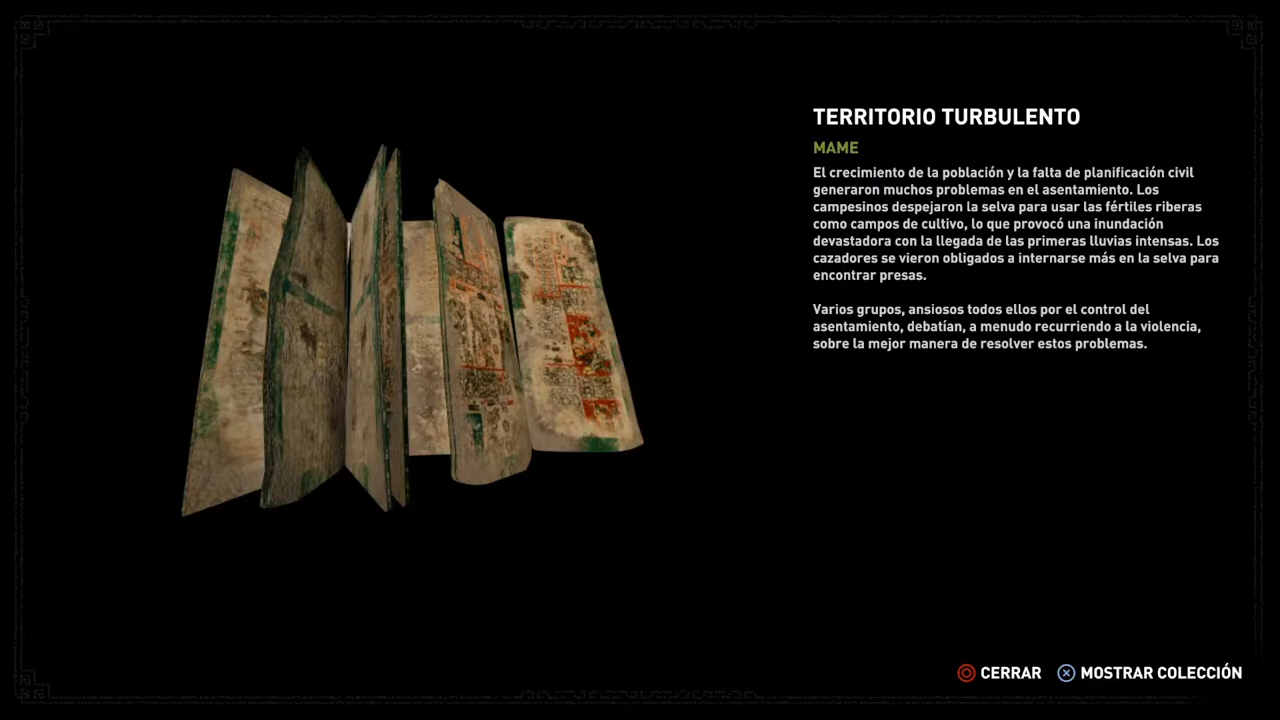 TERRITORIO TURBULENTO
MAME
El crecimiento de la población y la falta de planificación civil
generaron muchos problemas en el asentamiento. Los
campesinos despejaron la selva para usar las fértiles riberas
como campos de cultivo, lo que provocó una inundación
devastadora con la llegada de las primeras lluvias intensas. Los
cazadores se vieron obligados a internarse más en la selva para
encontrar presas.
Varios grupos, ansiosos todos ellos por el control del
asentamiento, debatían, a menudo recurriendo a la violencia,
sobre la mejor manera de resolver estos problemas.
CERRAR
MOSTRAR COLECCIÓN